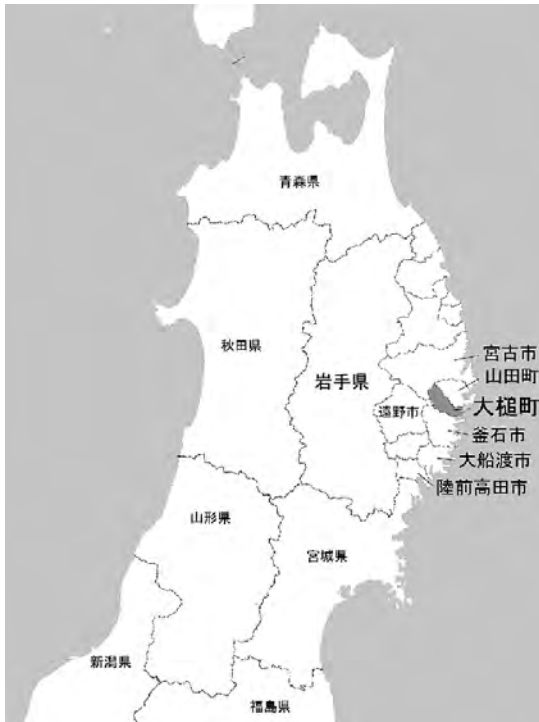 青森県
秋田県
岩手県
宮古市
山田町
遠野市
大槌町
釜石市
大船渡市
陸前高田市
山形県
宮城県
新潟県
福島県